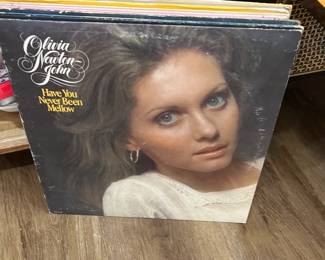 Olivia
Newton-
John
Have You
Never Been
Mellow